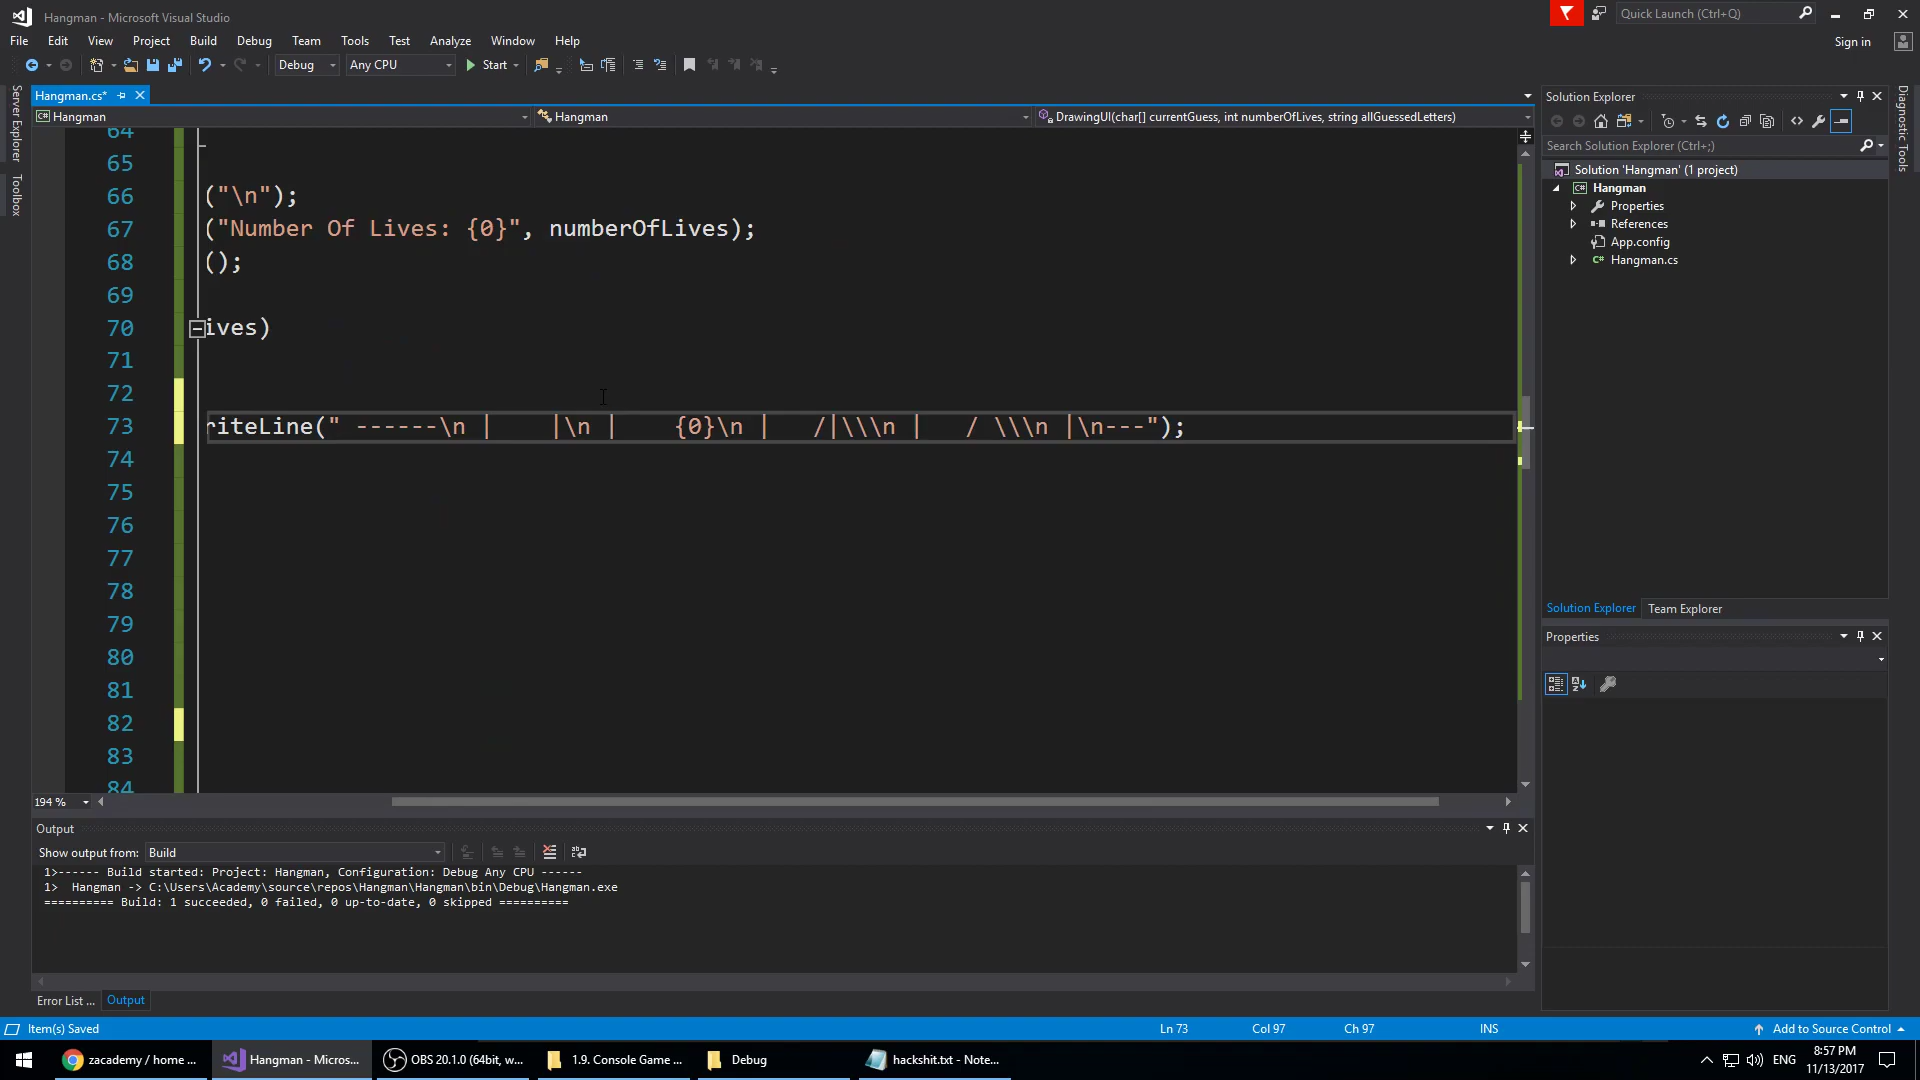 Hangman - Microsoft Visual Studio
Quick Launch (Ctrl+Q)
File Edit View Project Build Debug Team Tools Test Analyze Window Help
Sign in
Debug Any CPU Start
Hangman.cs*
Server Explorer
Toolbox
Hangman Hangman DrawingUI(char[] currentGuess, int numberOfLives, string allGuessedLetters)
64
65
66 ("\n");
67 ("Number Of Lives: {0}", numberOfLives);
68 ();
69
70 ives)
71
72
73 riteLine(" ------\n |    |\n |    {0}\n |   /|\\\n |   / \\\n |\n---");
74
75
76
77
78
79
80
81
82
83
84
194 %
Output
Show output from: Build
1>------ Build started: Project: Hangman, Configuration: Debug Any CPU ------
1>  Hangman -> C:\Users\Academy\source\repos\Hangman\Hangman\bin\Debug\Hangman.exe
========== Build: 1 succeeded, 0 failed, 0 up-to-date, 0 skipped ==========
Error List ... Output
Solution Explorer
Search Solution Explorer (Ctrl+;)
Solution 'Hangman' (1 project)
Hangman
Properties
References
App.config
C# Hangman.cs
Solution Explorer Team Explorer
Properties
Diagnostic Tools
Item(s) Saved Ln 73 Col 97 Ch 97 INS Add to Source Control
zacademy / home ... Hangman - Micros... OBS 20.1.0 (64bit, w... 1.9. Console Game ... Debug hackshit.txt - Note... ENG 8:57 PM
11/13/2017